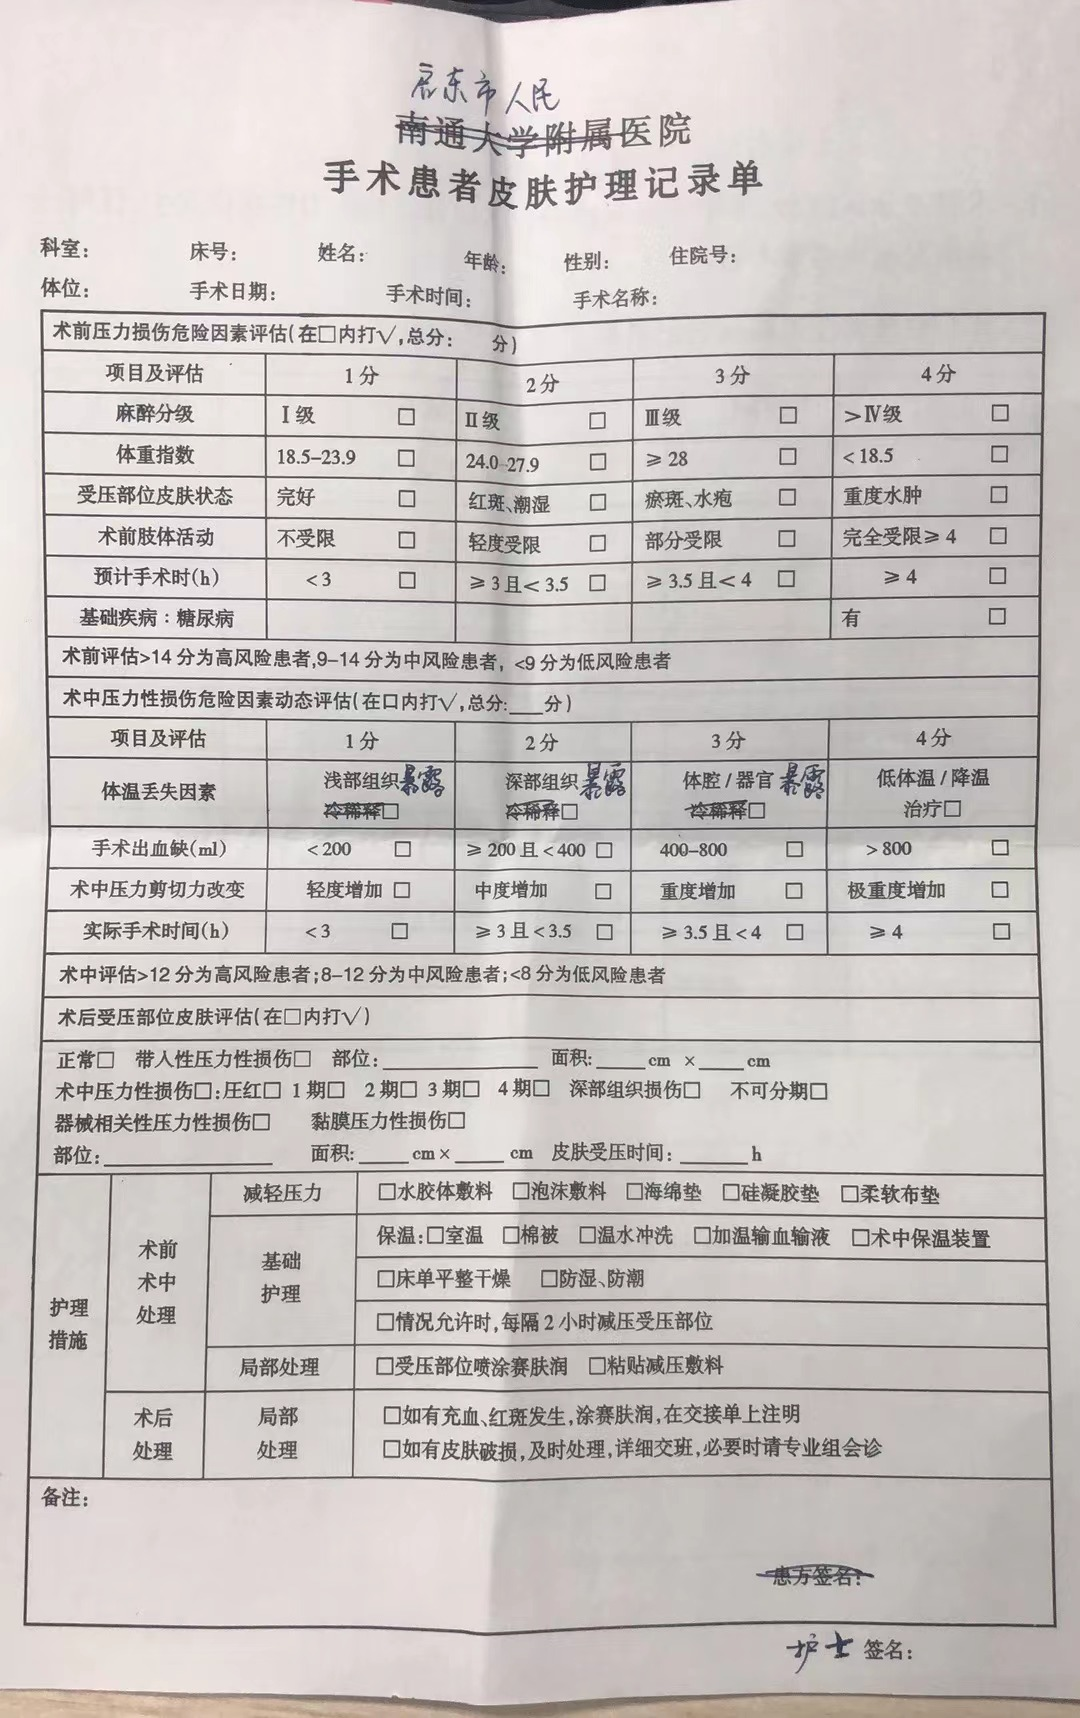 启东市人民
南通大学附属医院
手术患者皮肤护理记录单
科室： 床号： 姓名： 年龄： 性别： 住院号：
体位： 手术日期： 手术时间： 手术名称：
术前压力损伤危险因素评估(在□内打√,总分： 分)
项目及评估 1分 2分 3分 4分
麻醉分级 Ⅰ级 □ Ⅱ级 □ Ⅲ级 □ >Ⅳ级 □
体重指数 18.5-23.9 □ 24.0-27.9 □ ≥28 □ <18.5 □
受压部位皮肤状态 完好 □ 红斑、潮湿 □ 瘀斑、水疱 □ 重度水肿 □
术前肢体活动 不受限 □ 轻度受限 □ 部分受限 □ 完全受限≥4 □
预计手术时(h) <3 □ ≥3且<3.5 □ ≥3.5且<4 □ ≥4 □
基础疾病：糖尿病 有 □
术前评估>14分为高风险患者,9-14分为中风险患者, <9分为低风险患者
术中压力性损伤危险因素动态评估(在口内打√,总分:___分)
项目及评估 1分 2分 3分 4分
体温丢失因素 浅部组织暴露 深部组织暴露 体腔/器官暴露 低体温/降温
冷稀释□ 冷稀释□ 冷稀释□ 治疗□
手术出血缺(ml) <200 □ ≥200且<400 □ 400-800 □ >800 □
术中压力剪切力改变 轻度增加 □ 中度增加 □ 重度增加 □ 极重度增加 □
实际手术时间(h) <3 □ ≥3且<3.5 □ ≥3.5且<4 □ ≥4 □
术中评估>12分为高风险患者;8-12分为中风险患者;<8分为低风险患者
术后受压部位皮肤评估(在□内打√)
正常□ 带入性压力性损伤□ 部位:______ 面积:____cm ×____cm
术中压力性损伤□:压红□ 1期□ 2期□ 3期□ 4期□ 深部组织损伤□ 不可分期□
器械相关性压力性损伤□ 黏膜压力性损伤□
部位:______ 面积:____cm×____cm 皮肤受压时间:____h
护理措施
术前术中处理
减轻压力 □水胶体敷料 □泡沫敷料 □海绵垫 □硅凝胶垫 □柔软布垫
基础护理
保温:□室温 □棉被 □温水冲洗 □加温输血输液 □术中保温装置
□床单平整干燥 □防湿、防潮
□情况允许时,每隔2小时减压受压部位
局部处理 □受压部位喷涂赛肤润 □粘贴减压敷料
术后处理
局部处理
□如有充血、红斑发生,涂赛肤润,在交接单上注明
□如有皮肤破损,及时处理,详细交班,必要时请专业组会诊
备注:
患方签名:
护士签名: